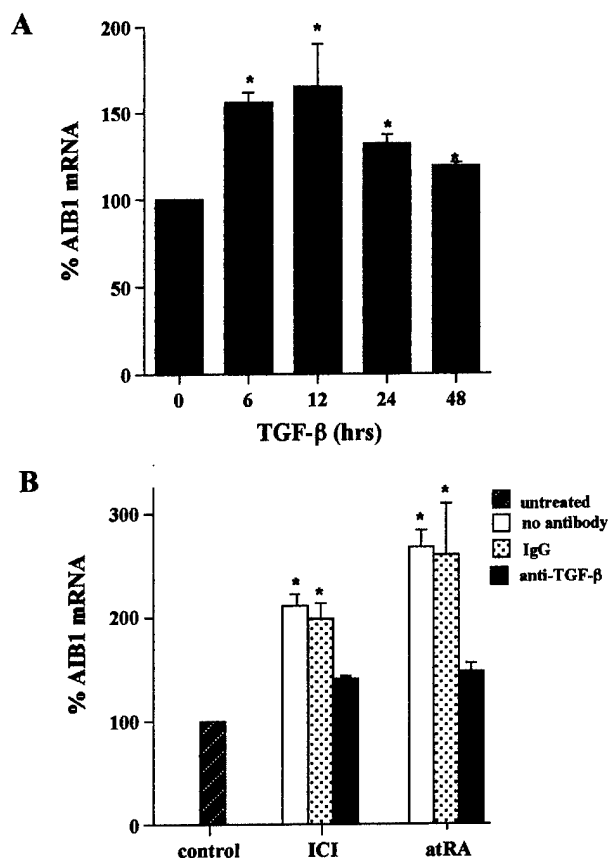 A
200
150
100
50
0
% AIB1 mRNA
* * * * *
0 6 12 24 48
TGF-β (hrs)
B
300
200
100
0
% AIB1 mRNA
* * * *
untreated
no antibody
IgG
anti-TGF-β
control ICI atRA